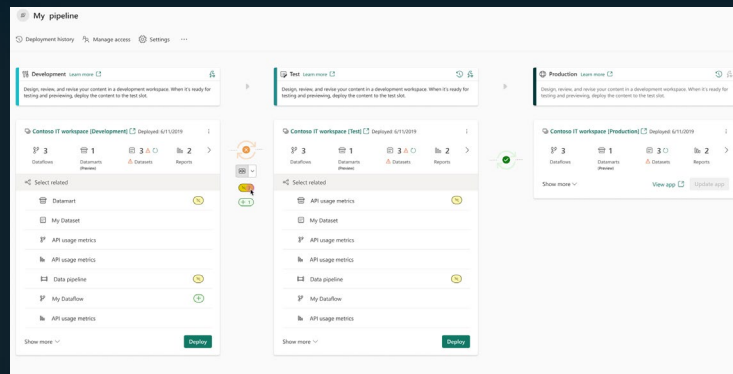 My pipeline
Deployment history Manage access Settings ...
Development Learn more
Design, review, and revise your content in a development workspace. When it's ready for
testing and previewing, deploy the content to the test slot.
Contoso IT workspace (Development) Deployed 6/11/2019
3 1 3 2
Dataflows Datamarts Datasets Reports
(Preview)
Select related
Datamart
My Dataset
API usage metrics
API usage metrics
Data pipeline
My Dataflow
API usage metrics
Show more Deploy
Test Learn more
Design, review, and revise your content in a development workspace. When it's ready for
testing and previewing, deploy the content to the test slot.
Contoso IT workspace (Test) Deployed 6/11/2019
3 1 3 2
Dataflows Datamarts Datasets Reports
(Preview)
Select related
API usage metrics
My Dataset
API usage metrics
API usage metrics
Data pipeline
My Dataflow
API usage metrics
Show more Deploy
Production Learn more
Design, review, and revise your content in a development workspace. When it's ready for
testing and previewing, deploy the content to the test slot.
Contoso IT workspace (Production) Deployed 6/11/2019
3 1 3 2
Dataflows Datamarts Datasets Reports
(Preview)
Show more View app Update app